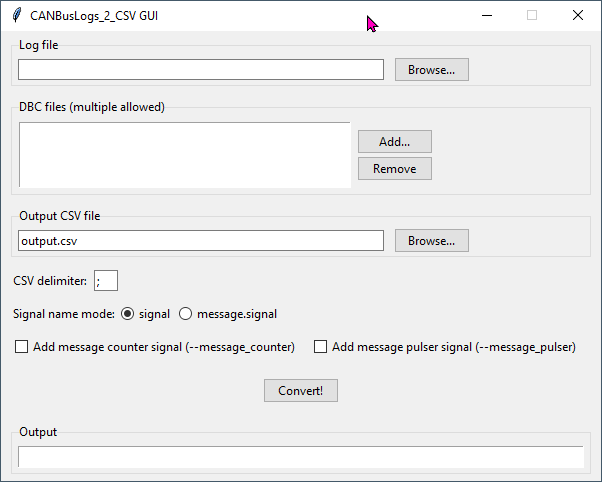 CANBusLogs_2_CSV GUI
Log file
Browse...
DBC files (multiple allowed)
Add...
Remove
Output CSV file
output.csv Browse...
CSV delimiter: ;
Signal name mode: signal message.signal
Add message counter signal (--message_counter) Add message pulser signal (--message_pulser)
Convert!
Output